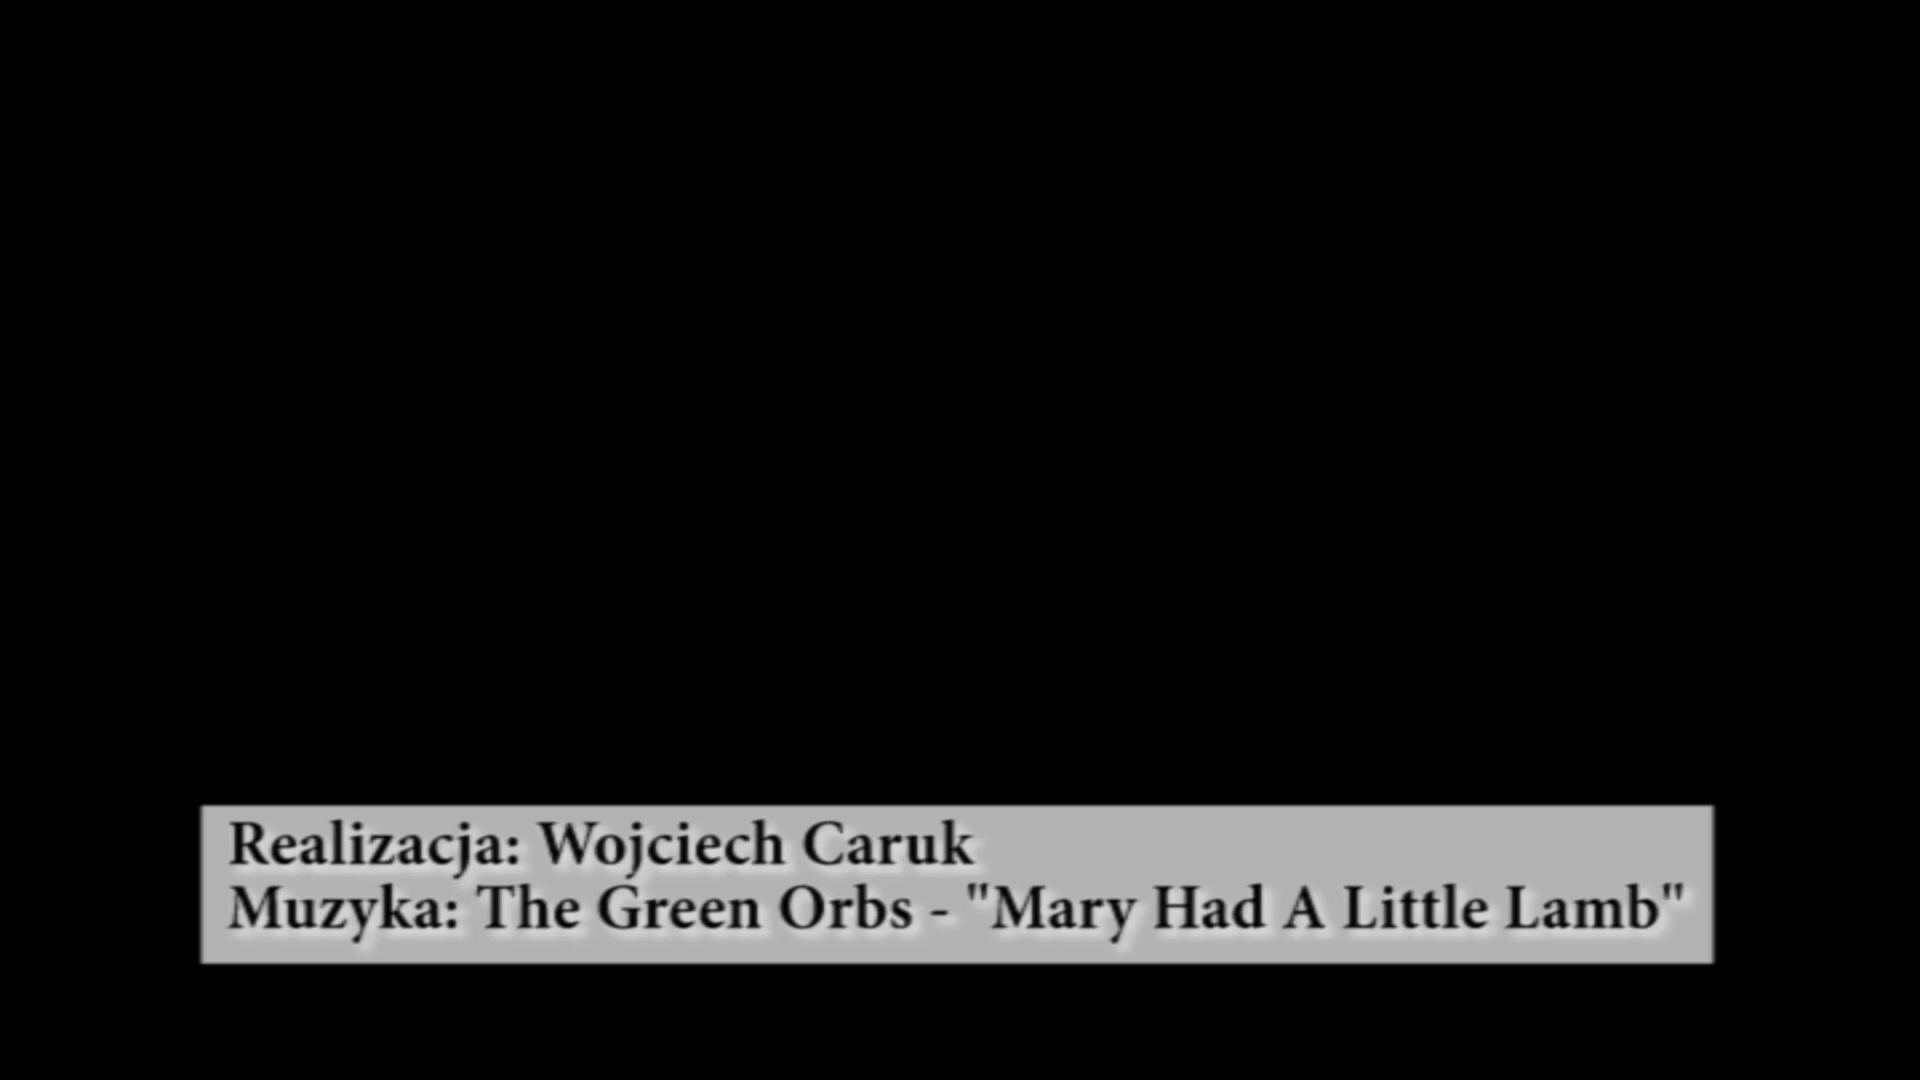 Realizacja: Wojciech Caruk
Muzyka: The Green Orbs - "Mary Had A Little Lamb"